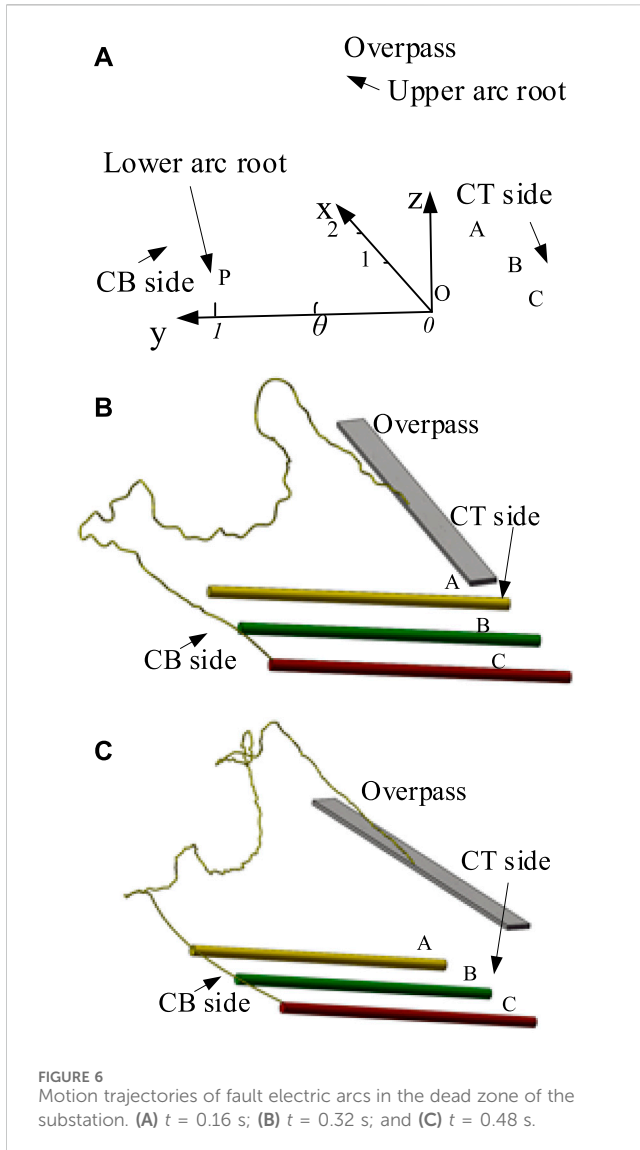 A
Overpass
Upper arc root
Lower arc root
CT side
x
z
2
A
1
B
CB side
P
O
C
y
1
θ
0
B
Overpass
CT side
A
B
CB side
C
C
Overpass
CT side
A
B
CB side
C
FIGURE 6
Motion trajectories of fault electric arcs in the dead zone of the
substation. (A) t = 0.16 s; (B) t = 0.32 s; and (C) t = 0.48 s.